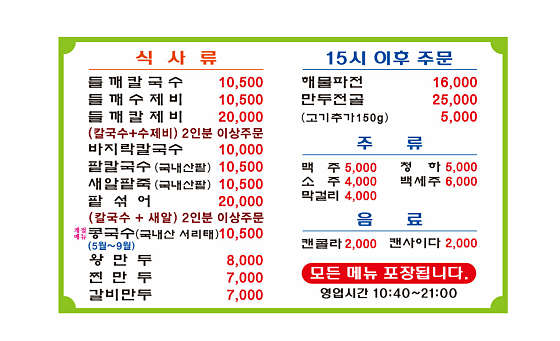 식 사 류
들깨칼국수 10,500
들깨수제비 10,500
들깨칼제비 20,000
(칼국수+수제비) 2인분 이상주문
바지락칼국수 10,000
팥칼국수(국내산팥) 10,500
새알팥죽(국내산팥) 10,500
팥 섞 어 20,000
(칼국수 + 새알) 2인분 이상주문
계절메뉴 콩국수(국내산 서리태) 10,500
(5월~9월)
왕 만 두 8,000
찐 만 두 7,000
갈비만두 7,000
15시 이후 주문
해물파전 16,000
만두전골 25,000
(고기추가150g) 5,000
주 류
맥 주 5,000 청 하 5,000
소 주 4,000 백세주 6,000
막걸리 4,000
음 료
캔콜라 2,000 캔사이다 2,000
모든 메뉴 포장됩니다.
영업시간 10:40~21:00